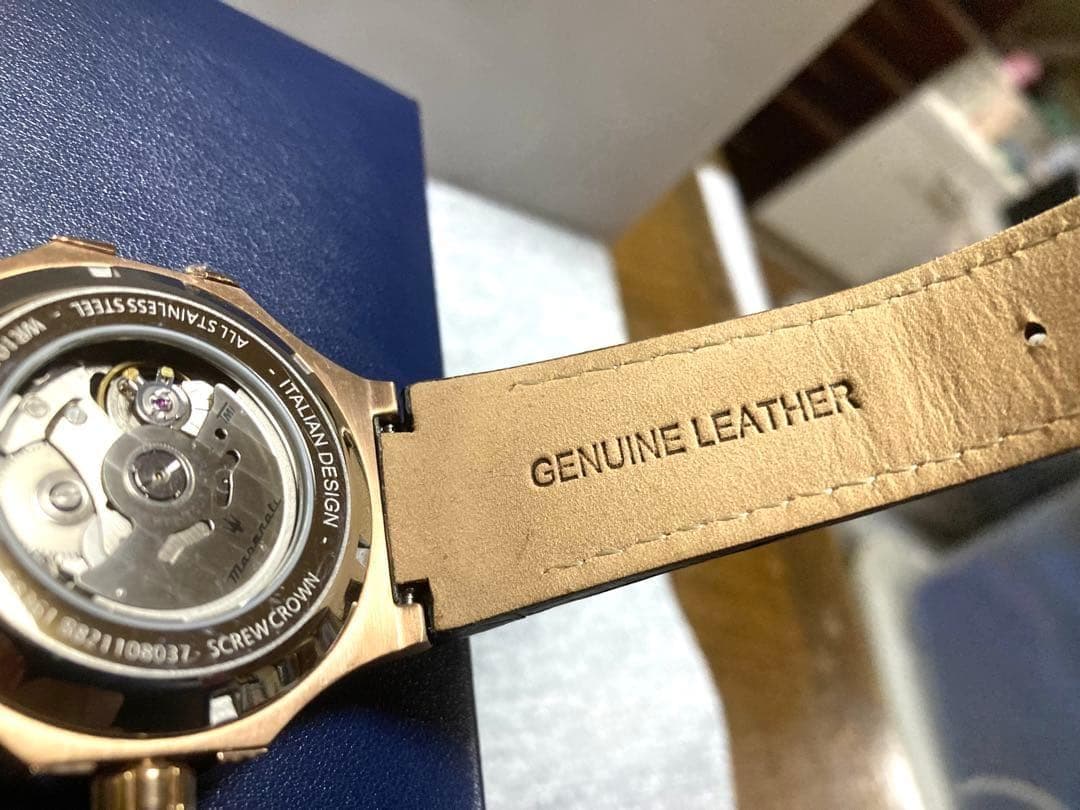 GENUINE LEATHER
ALL STAINLESS STEEL - ITALIAN DESIGN - SCREW CROWN
8821108037
Maserati